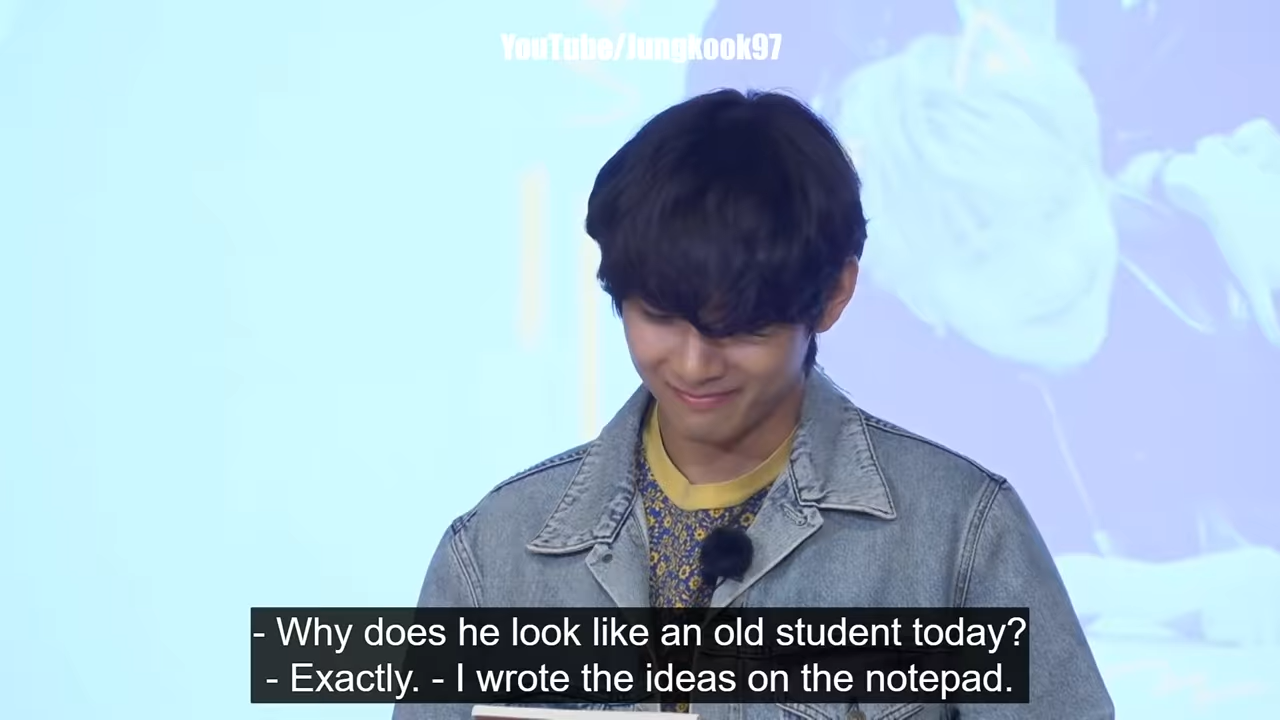 YouTube/Jungkook97
- Why does he look like an old student today?
- Exactly. - I wrote the ideas on the notepad.